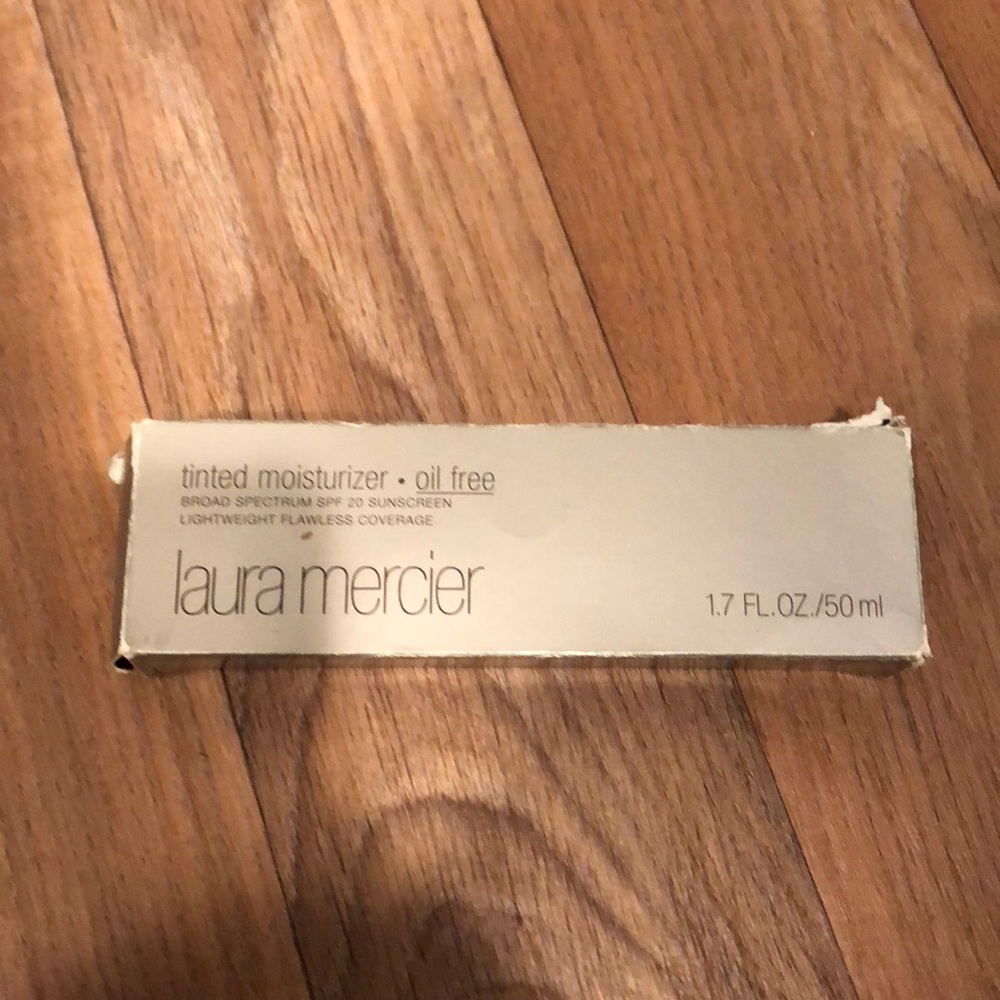 tinted moisturizer • oil free
BROAD SPECTRUM SPF 20 SUNSCREEN
LIGHTWEIGHT FLAWLESS COVERAGE
laura mercier
1.7 FL.OZ./50 ml